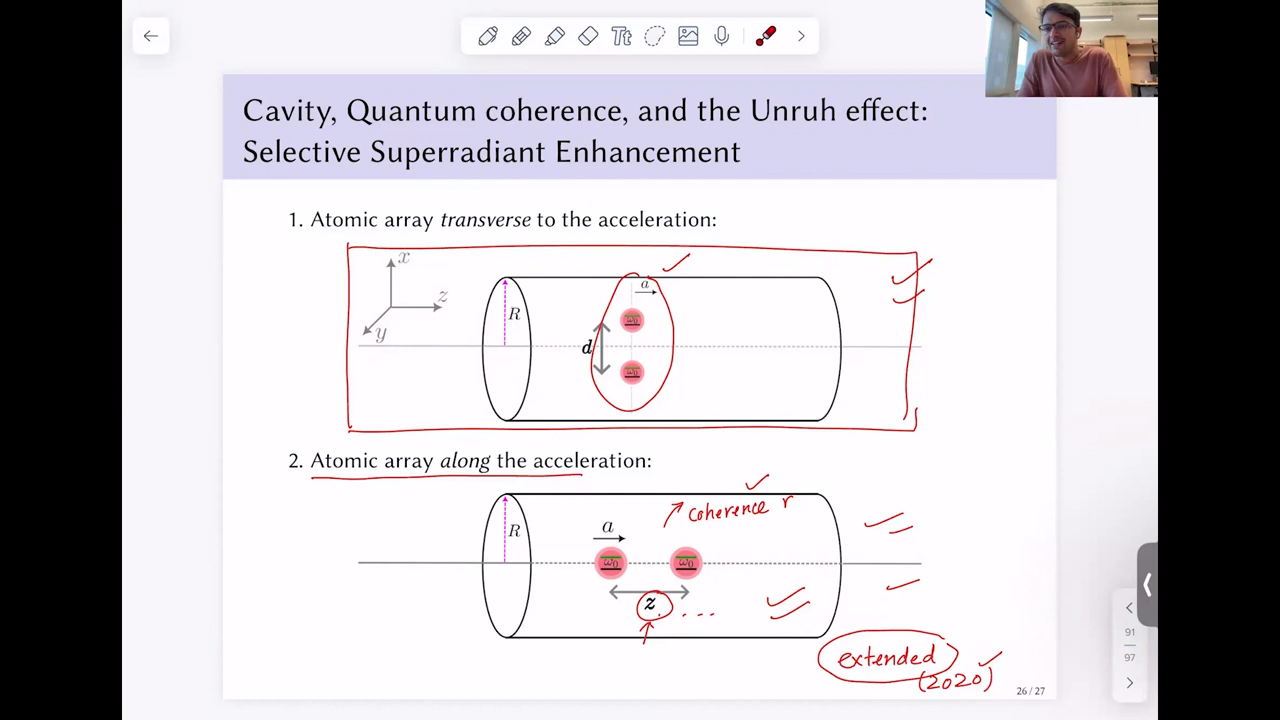 Tt
Cavity, Quantum coherence, and the Unruh effect:
Selective Superradiant Enhancement
1. Atomic array transverse to the acceleration:
x
z
y
R
a
ω₀
d
ω₀
2. Atomic array along the acceleration:
coherence r
R
a
ω₀
ω₀
z ...
extended
(2020)
26 / 27
91
97